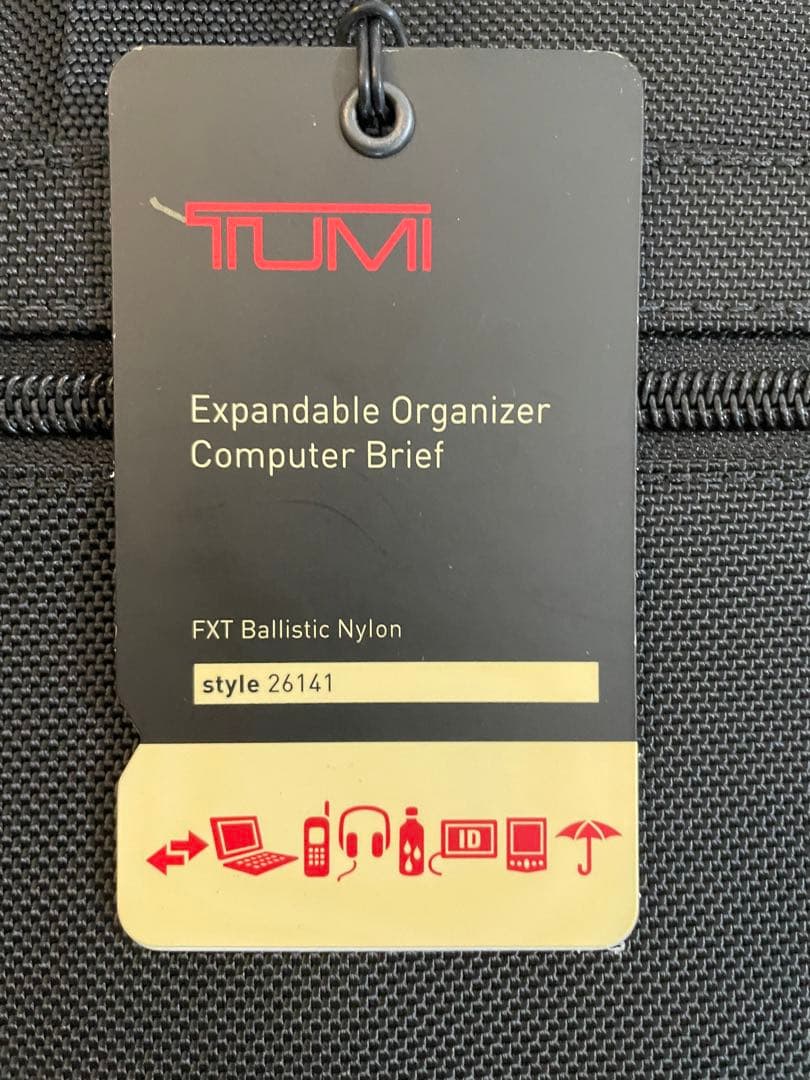 TUMI
Expandable Organizer
Computer Brief
FXT Ballistic Nylon
style 26141
ID